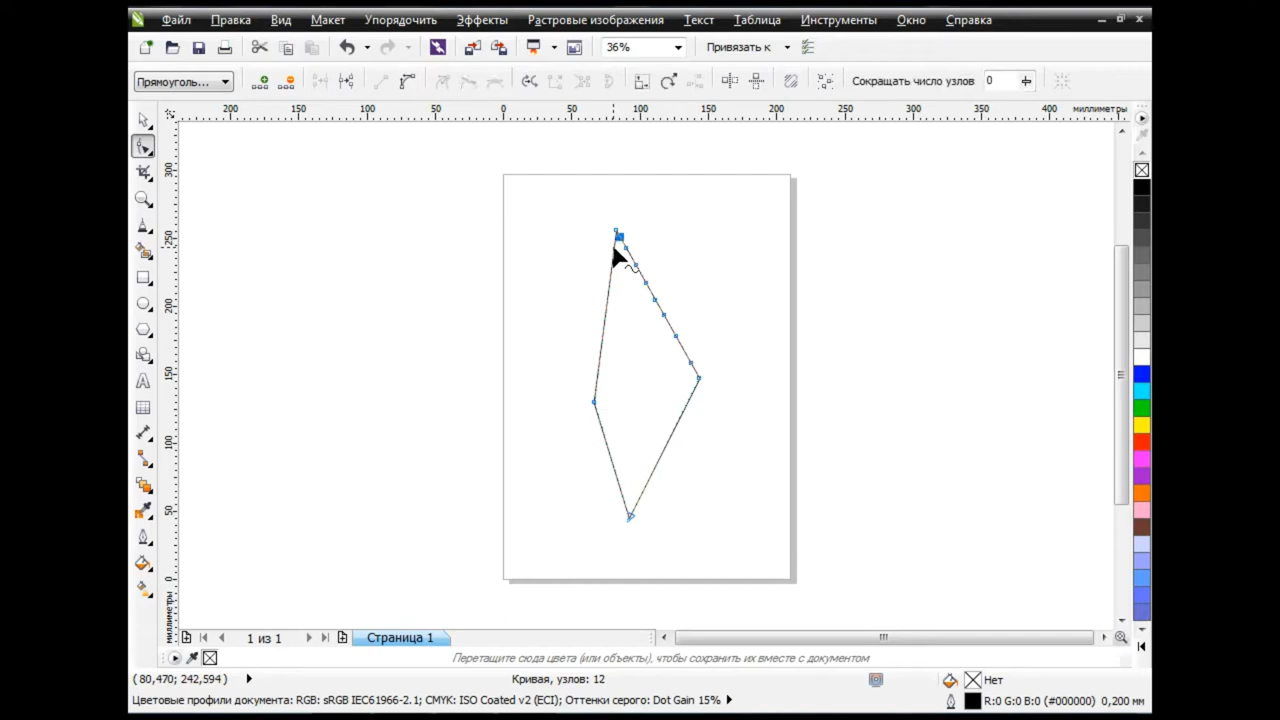 Файл Правка Вид Макет Упорядочить Эффекты Растровые изображения Текст Таблица Инструменты Окно Справка
36% Привязать к
Прямоуголь... Сокращать число узлов 0
200 150 100 50 0 50 100 150 200 250 300 350 400 миллиметры
300
250
200
150
100
50
0
миллиметры
1 из 1 Страница 1
Перетащите сюда цвета (или объекты), чтобы сохранить их вместе с документом
( 80,470; 242,594 ) Кривая, узлов: 12 Нет
Цветовые профили документа: RGB: sRGB IEC61966-2.1; CMYK: ISO Coated v2 (ECI); Оттенки серого: Dot Gain 15% R:0 G:0 B:0 (#000000) 0,200 мм